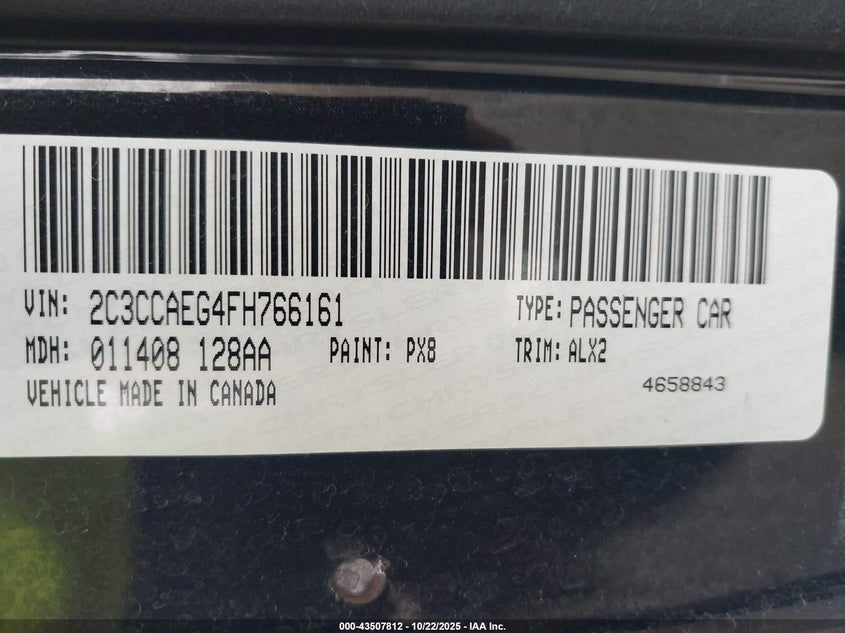 VIN: 2C3CCAEG4FH766161 TYPE: PASSENGER CAR
MDH: 011408 128AA PAINT: PX8 TRIM: ALX2
VEHICLE MADE IN CANADA 4658843
000-43507812 - 10/22/2025 - IAA Inc.